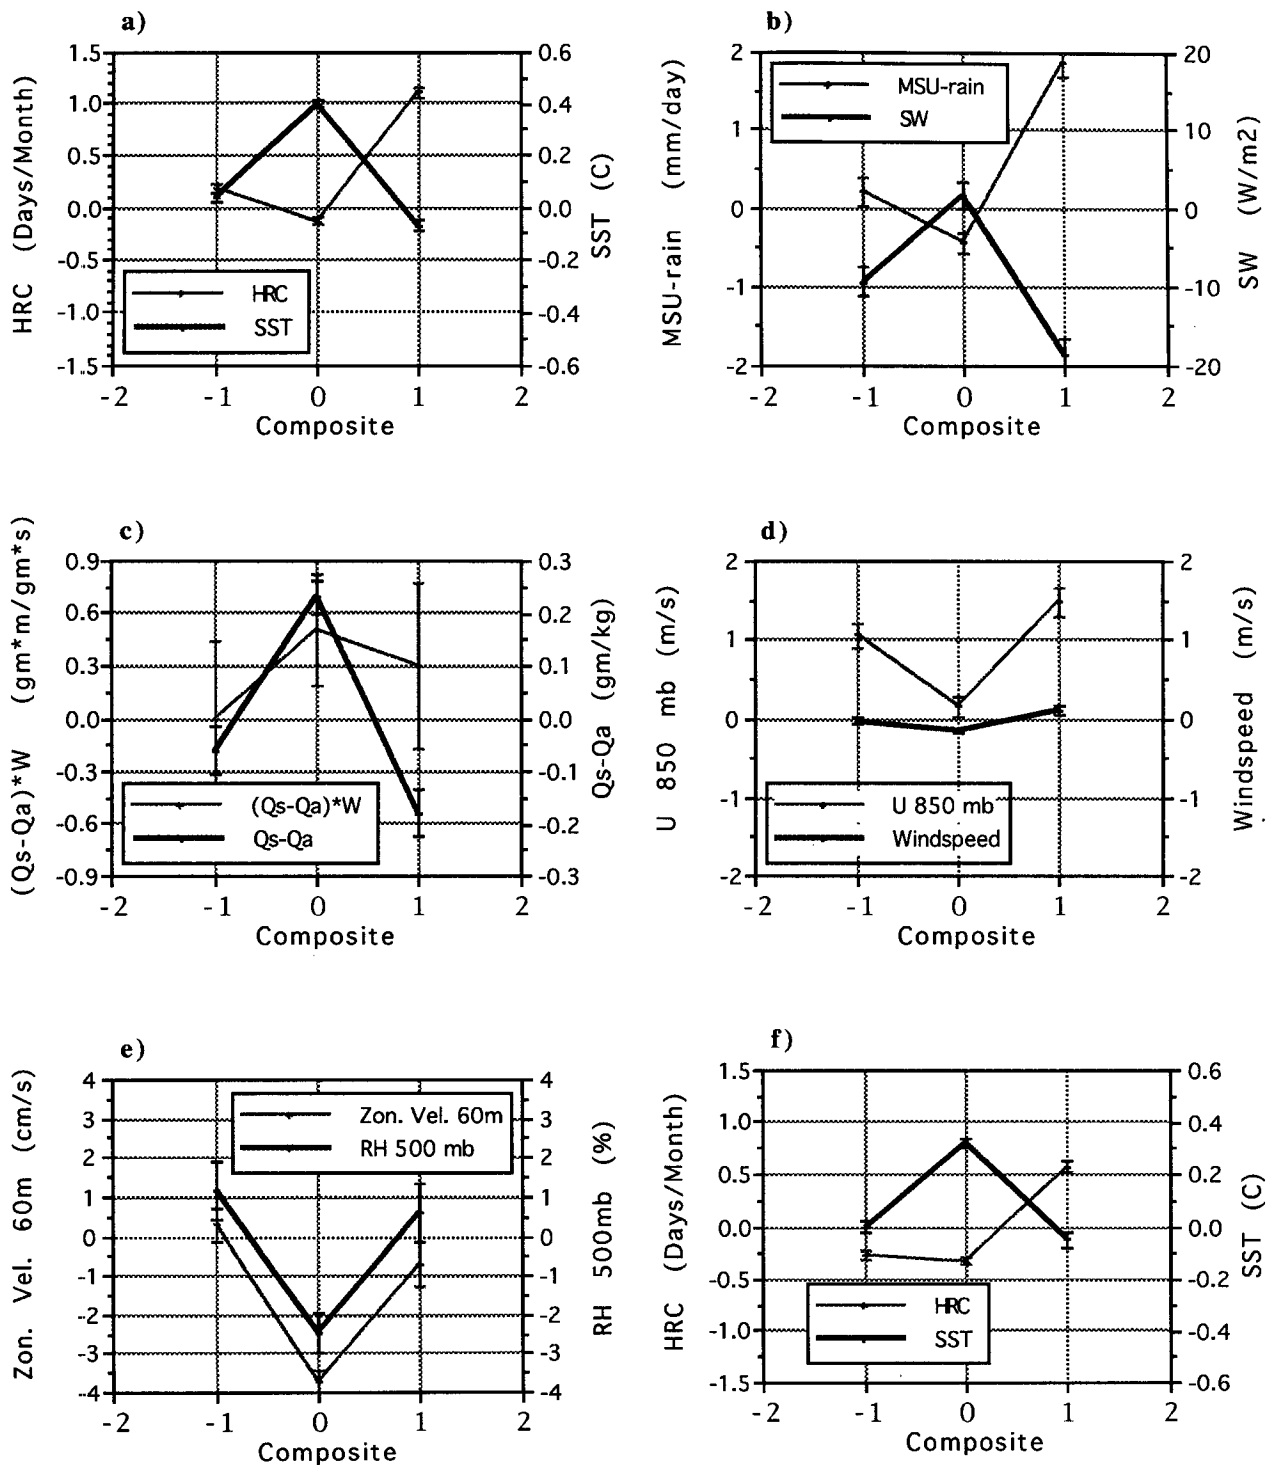 a)
HRC (Days/Month)
1.5
1.0
0.5
0.0
-0.5
-1.0
-1.5
0.6
0.4
0.2
0.0
-0.2
-0.4
-0.6
SST (C)
HRC
SST
-2 -1 0 1 2
Composite
b)
MSU-rain (mm/day)
2
1
0
-1
-2
20
10
0
-10
-20
SW (W/m2)
MSU-rain
SW
-2 -1 0 1 2
Composite
c)
(Qs-Qa)*W (gm*m/gm*s)
0.9
0.6
0.3
0.0
-0.3
-0.6
-0.9
0.3
0.2
0.1
0.0
-0.1
-0.2
-0.3
Qs-Qa (gm/kg)
(Qs-Qa)*W
Qs-Qa
-2 -1 0 1 2
Composite
d)
U 850 mb (m/s)
2
1
0
-1
-2
2
1
0
-1
-2
Windspeed (m/s)
U 850 mb
Windspeed
-2 -1 0 1 2
Composite
e)
Zon. Vel. 60m (cm/s)
4
3
2
1
0
-1
-2
-3
-4
4
3
2
1
0
-1
-2
-3
-4
RH 500mb (%)
Zon. Vel. 60m
RH 500 mb
-2 -1 0 1 2
Composite
f)
HRC (Days/Month)
1.5
1.0
0.5
0.0
-0.5
-1.0
-1.5
0.6
0.4
0.2
0.0
-0.2
-0.4
-0.6
SST (C)
HRC
SST
-2 -1 0 1 2
Composite